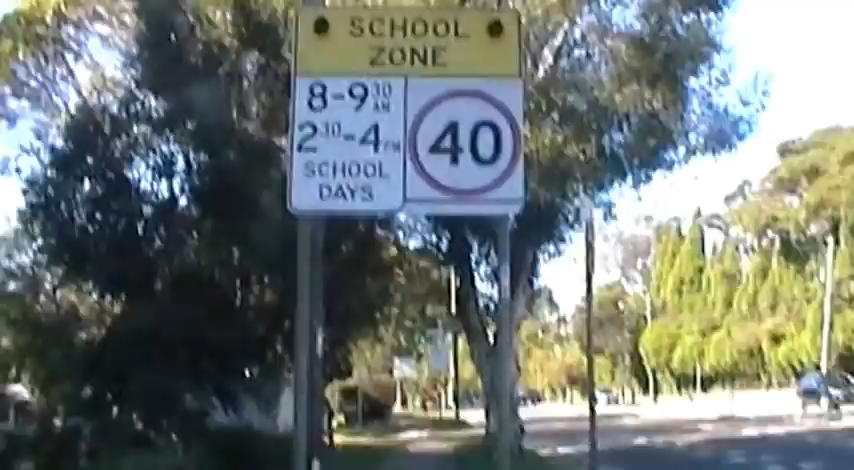 SCHOOL
ZONE
8-9 30 AM
2 30-4 PM
SCHOOL
DAYS
40